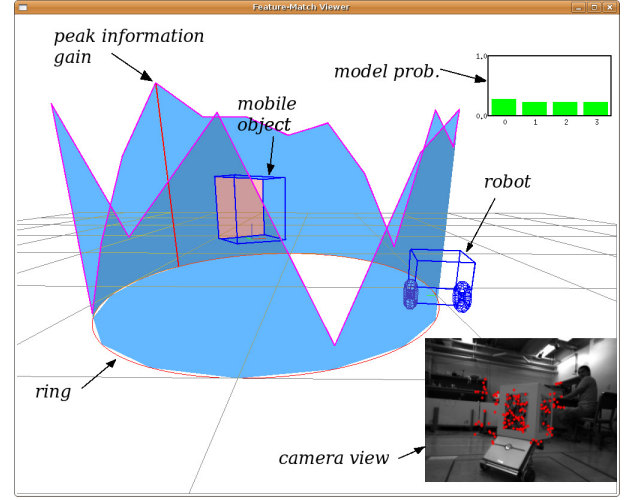 Feature-Match Viewer
peak information
gain
model prob.
1.0
0.0
0 1 2 3
mobile
object
robot
ring
camera view